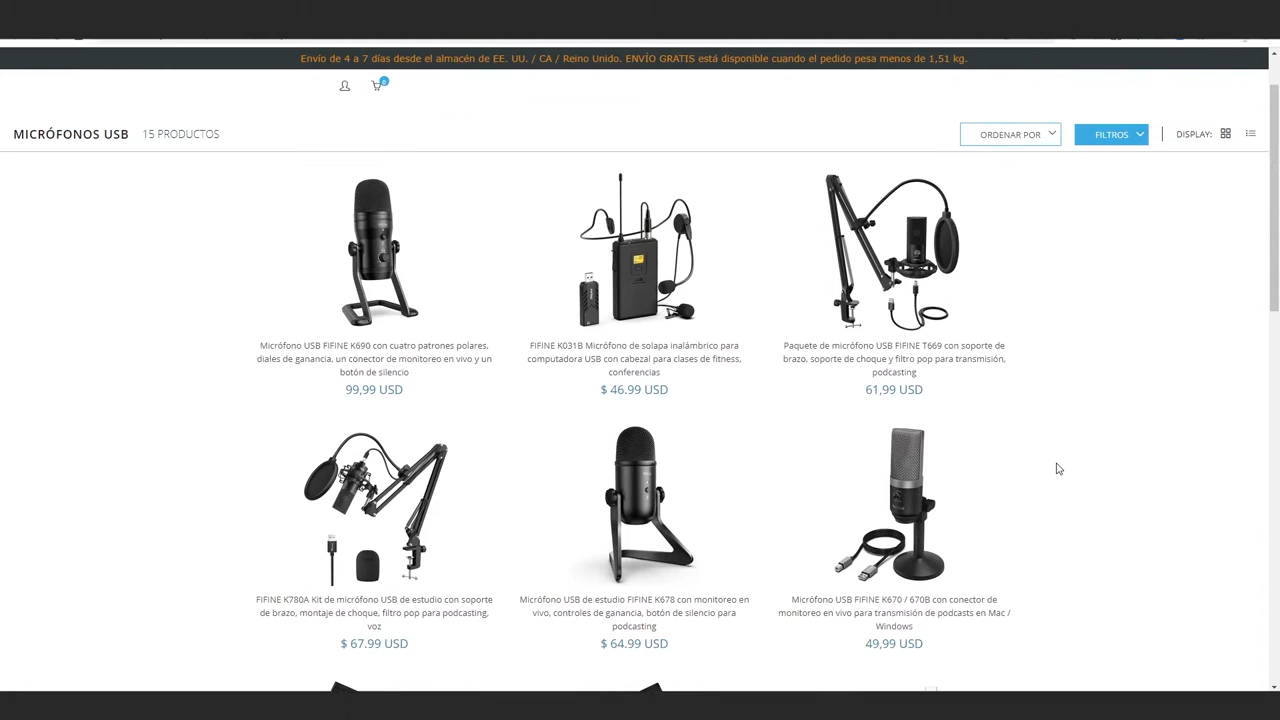 Envío de 4 a 7 días desde el almacén de EE. UU. / CA / Reino Unido. ENVÍO GRATIS está disponible cuando el pedido pesa menos de 1,51 kg.
0
MICRÓFONOS USB 15 PRODUCTOS
ORDENAR POR
FILTROS
DISPLAY:
Micrófono USB FIFINE K690 con cuatro patrones polares,
diales de ganancia, un conector de monitoreo en vivo y un
botón de silencio
99,99 USD
FIFINE K031B Micrófono de solapa inalámbrico para
computadora USB con cabezal para clases de fitness,
conferencias
$ 46.99 USD
Paquete de micrófono USB FIFINE T669 con soporte de
brazo, soporte de choque y filtro pop para transmisión,
podcasting
61,99 USD
FIFINE K780A Kit de micrófono USB de estudio con soporte
de brazo, montaje de choque, filtro pop para podcasting,
voz
$ 67.99 USD
Micrófono USB de estudio FIFINE K678 con monitoreo en
vivo, controles de ganancia, botón de silencio para
podcasting
$ 64.99 USD
Micrófono USB FIFINE K670 / 670B con conector de
monitoreo en vivo para transmisión de podcasts en Mac /
Windows
49,99 USD